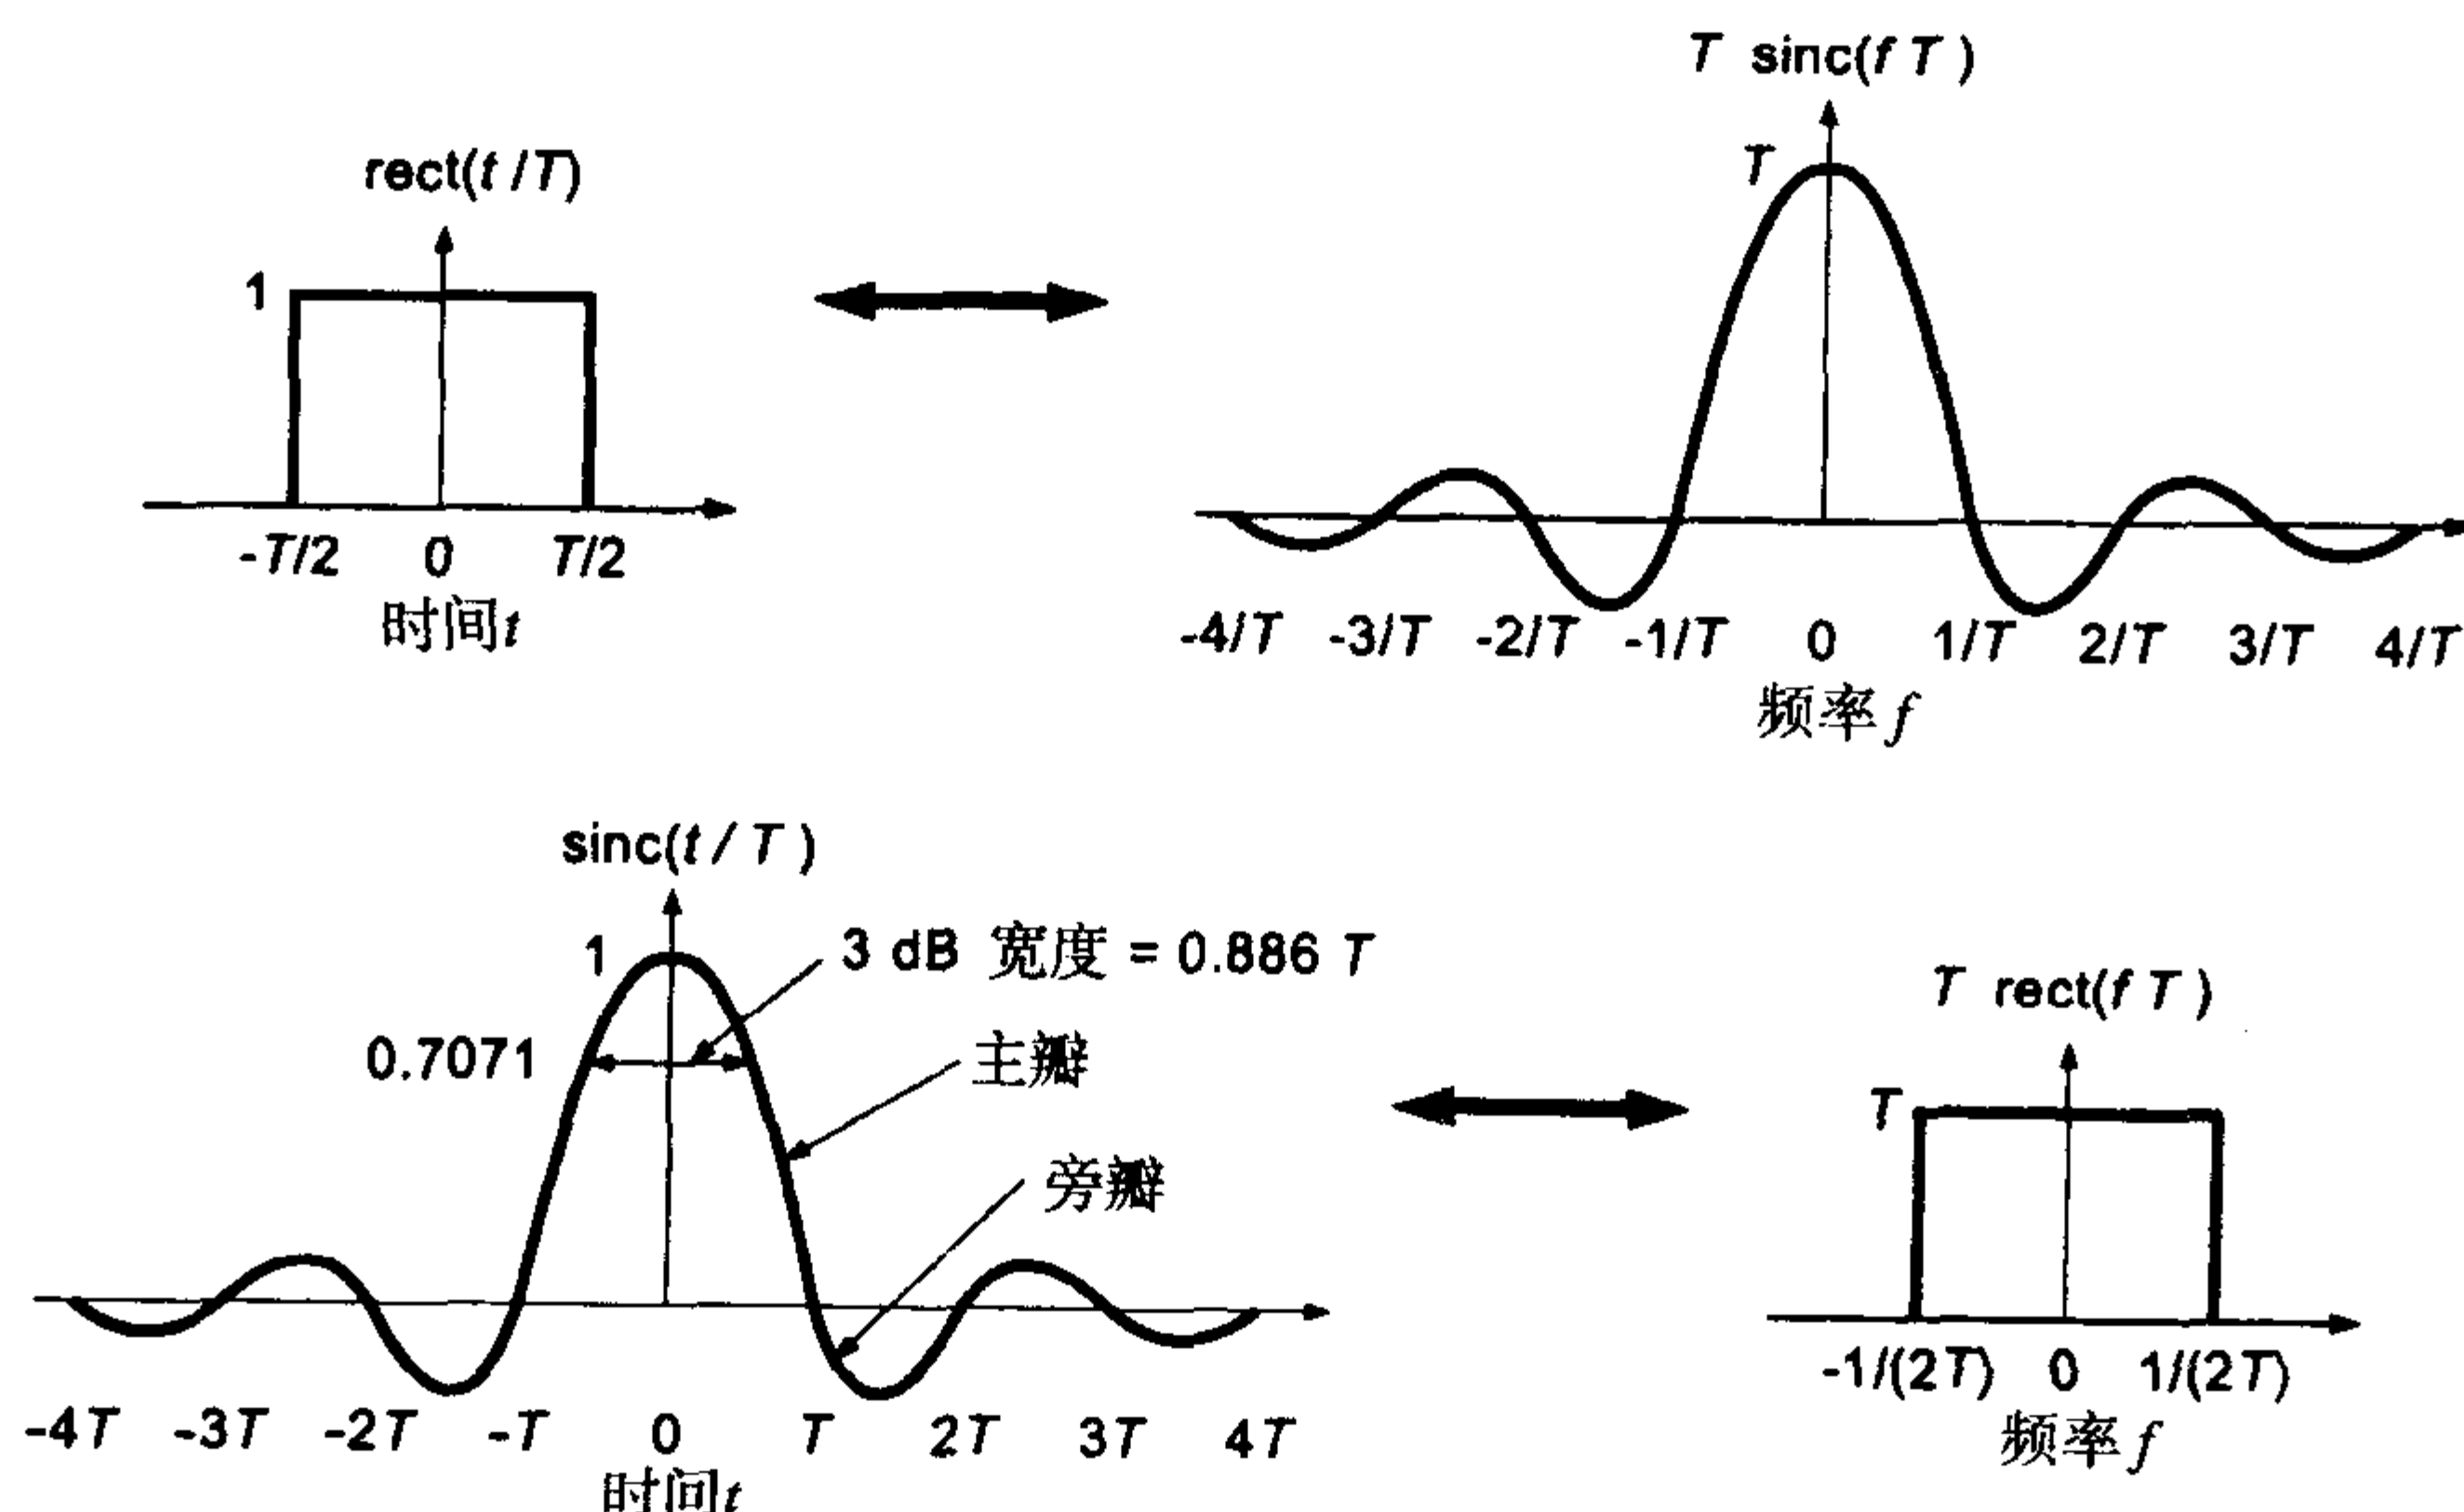 T sinc(f T)
T
rect(t/T)
1
-T/2 0 T/2
时间t
-4/T -3/T -2/T -1/T 0 1/T 2/T 3/T 4/T
频率f
sinc(t/T)
1
3 dB 宽度 = 0.886 T
0.7071
主瓣
旁瓣
-4T -3T -2T -T 0 T 2T 3T 4T
时间t
T rect(f T)
T
-1/(2T) 0 1/(2T)
频率f